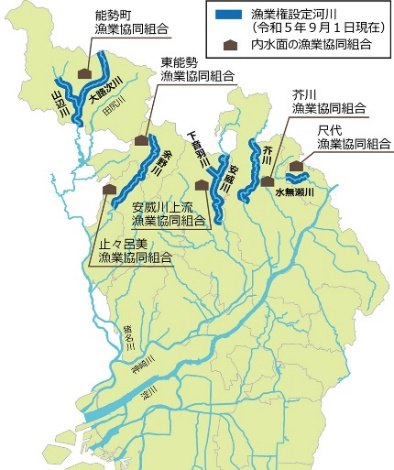 能勢町
漁業協同組合
漁業権設定河川
(令和5年9月1日現在)
内水面の漁業協同組合
東能勢
漁業協同組合
山辺川
大路次川
田尻川
芥川
漁業協同組合
尺代
漁業協同組合
余野川
下音羽川
安威川
芥川
水無瀬川
安威川上流
漁業協同組合
止々呂美
漁業協同組合
猪名川
神崎川
淀川